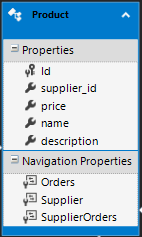 Product
Properties
Id
supplier_id
price
name
description
Navigation Properties
Orders
Supplier
SupplierOrders